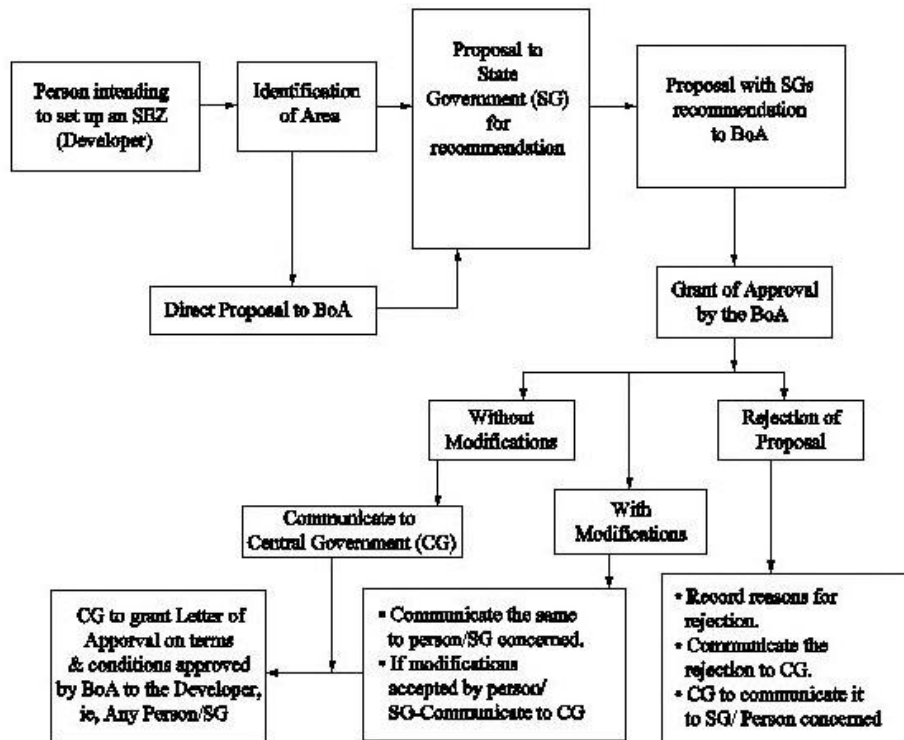 Person intending
to set up an SEZ
(Developer)
Identification
of Area
Proposal to
State
Government (SG)
for
recommendation
Proposal with SGs
recommendation
to BoA
Direct Proposal to BoA
Grant of Approval
by the BoA
Without
Modifications
Rejection of
Proposal
With
Modifications
Communicate to
Central Government (CG)
CG to grant Letter of
Apporval on terms
& conditions approved
by BoA to the Developer,
ie, Any Person/SG
▪ Communicate the same
to person/SG concerned.
▪ If modifications
accepted by person/
SG-Communicate to CG
• Record reasons for
rejection.
• Communicate the
rejection to CG.
• CG to communicate it
to SG/ Person concerned